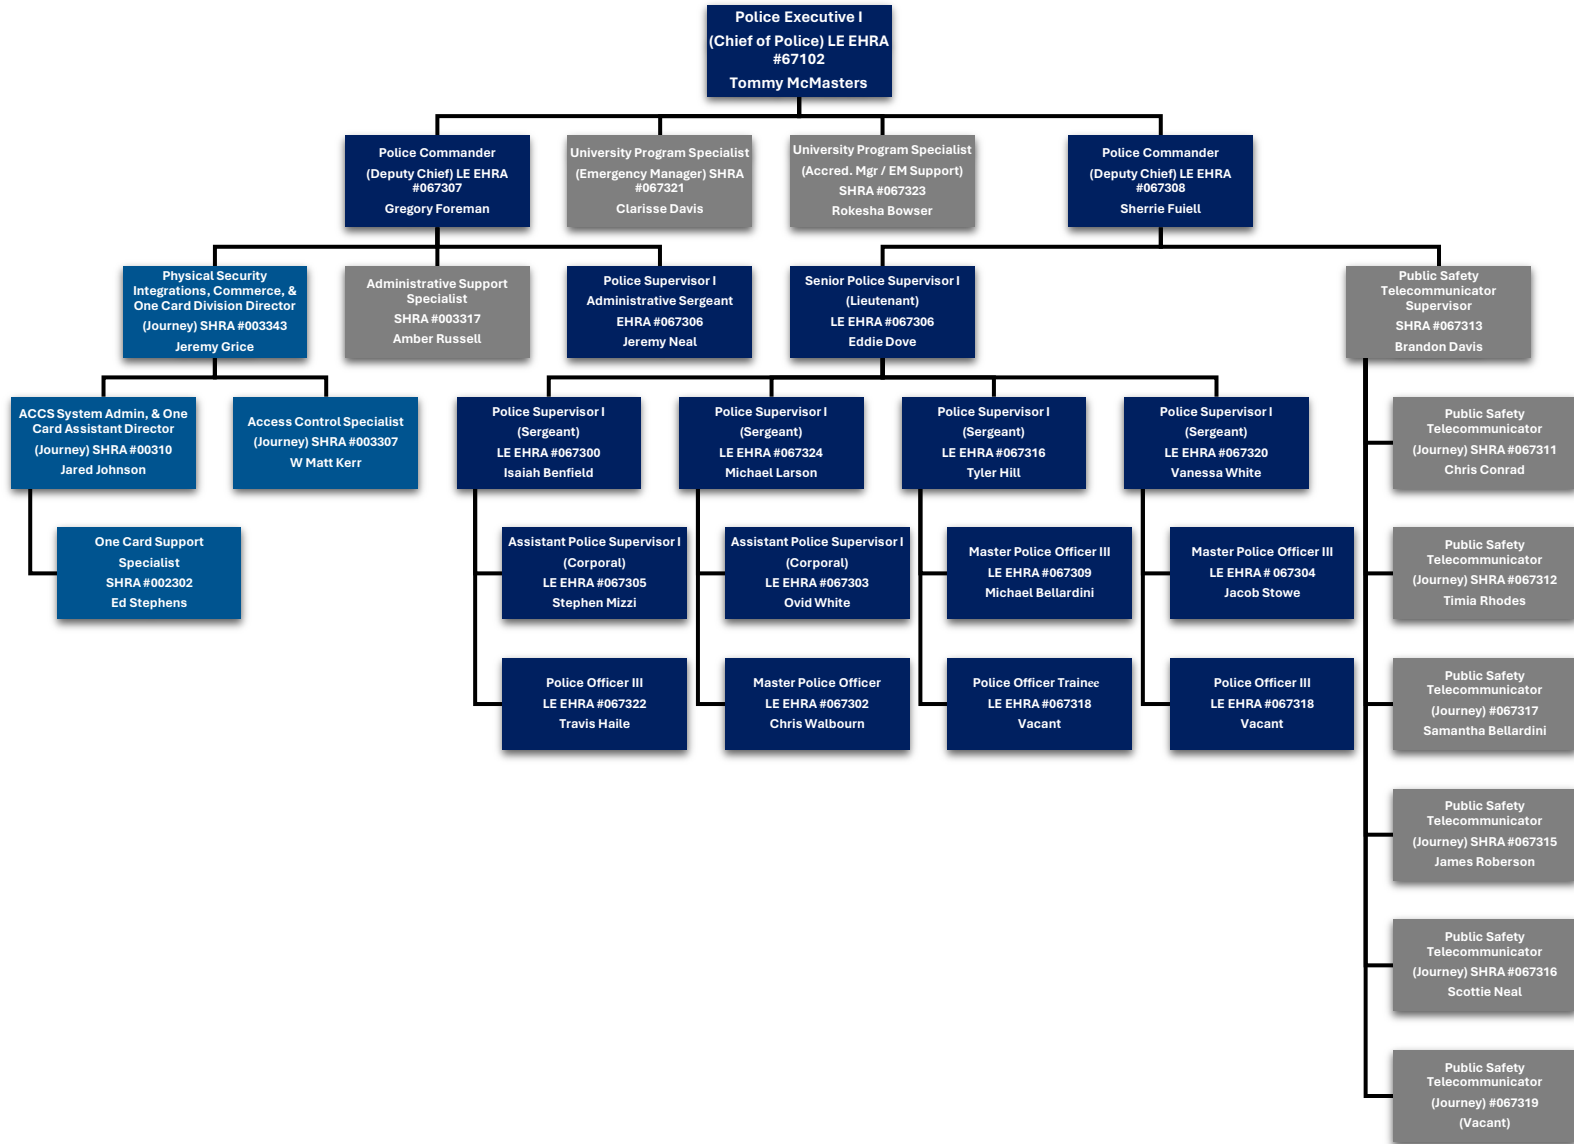 Police Executive I
(Chief of Police) LE EHRA
#67102
Tommy McMasters
Police Commander
(Deputy Chief) LE EHRA
#067307
Gregory Foreman
University Program Specialist
(Emergency Manager) SHRA
#067321
Clarisse Davis
University Program Specialist
(Accred. Mgr / EM Support)
SHRA #067323
Rokesha Bowser
Police Commander
(Deputy Chief) LE EHRA
#067308
Sherrie Fuiell
Physical Security
Integrations, Commerce, &
One Card Division Director
(Journey) SHRA #003343
Jeremy Grice
Administrative Support
Specialist
SHRA #003317
Amber Russell
Police Supervisor I
Administrative Sergeant
EHRA #067306
Jeremy Neal
Senior Police Supervisor I
(Lieutenant)
LE EHRA #067306
Eddie Dove
Public Safety
Telecommunicator
Supervisor
SHRA #067313
Brandon Davis
ACCS System Admin, & One
Card Assistant Director
(Journey) SHRA #00310
Jared Johnson
Access Control Specialist
(Journey) SHRA #003307
W Matt Kerr
Police Supervisor I
(Sergeant)
LE EHRA #067300
Isaiah Benfield
Police Supervisor I
(Sergeant)
LE EHRA #067324
Michael Larson
Police Supervisor I
(Sergeant)
LE EHRA #067316
Tyler Hill
Police Supervisor I
(Sergeant)
LE EHRA #067320
Vanessa White
Public Safety
Telecommunicator
(Journey) SHRA #067311
Chris Conrad
One Card Support
Specialist
SHRA #002302
Ed Stephens
Assistant Police Supervisor I
(Corporal)
LE EHRA #067305
Stephen Mizzi
Assistant Police Supervisor I
(Corporal)
LE EHRA #067303
Ovid White
Master Police Officer III
LE EHRA #067309
Michael Bellardini
Master Police Officer III
LE EHRA # 067304
Jacob Stowe
Public Safety
Telecommunicator
(Journey) SHRA #067312
Timia Rhodes
Police Officer III
LE EHRA #067322
Travis Haile
Master Police Officer
LE EHRA #067302
Chris Walbourn
Police Officer Trainee
LE EHRA #067318
Vacant
Police Officer III
LE EHRA #067318
Vacant
Public Safety
Telecommunicator
(Journey) #067317
Samantha Bellardini
Public Safety
Telecommunicator
(Journey) SHRA #067315
James Roberson
Public Safety
Telecommunicator
(Journey) SHRA #067316
Scottie Neal
Public Safety
Telecommunicator
(Journey) #067319
(Vacant)